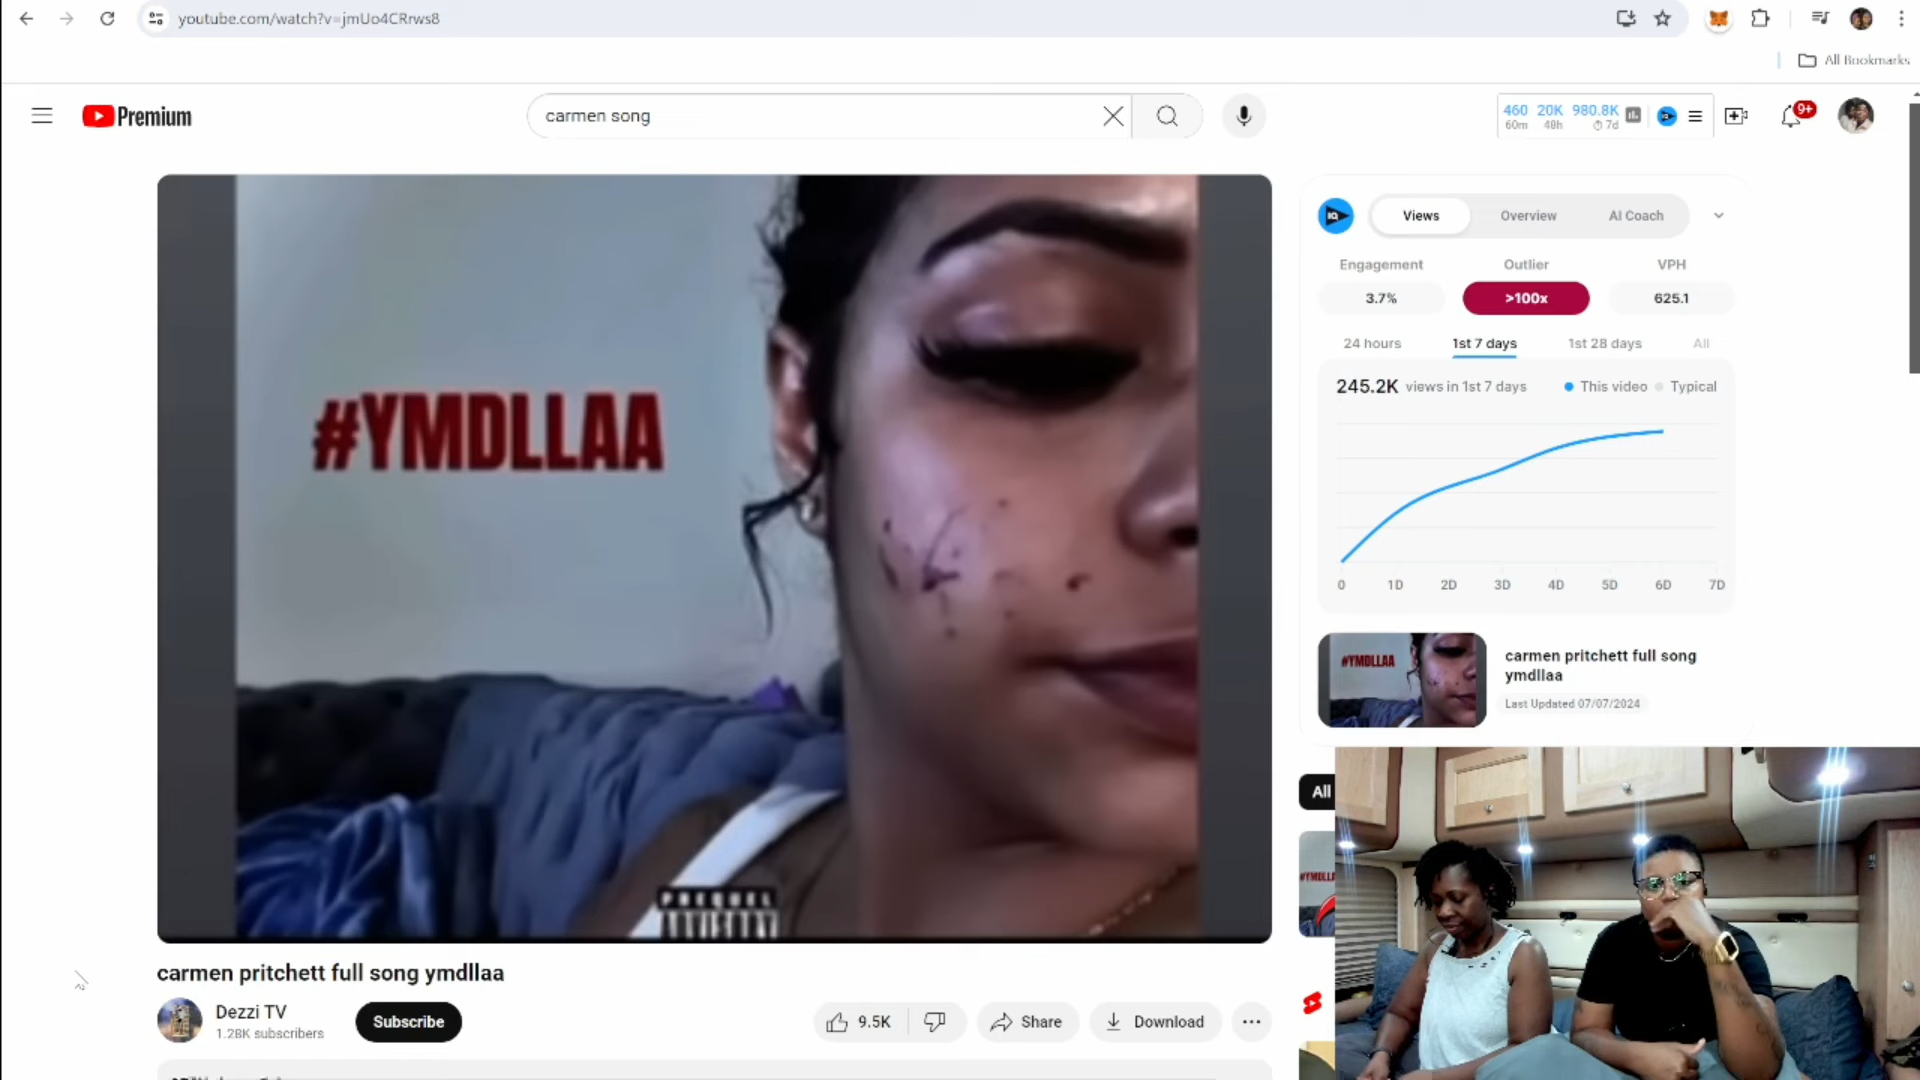 youtube.com/watch?v=jmUo4CRrws8
All Bookmarks
Premium
carmen song
460 20K 980.8K
60m 48h 7d
9+
#YMDLLAA
PREQUEL
Views Overview AI Coach
Engagement Outlier VPH
3.7% >100x 625.1
24 hours 1st 7 days 1st 28 days All
245.2K views in 1st 7 days This video Typical
0 1D 2D 3D 4D 5D 6D 7D
#YMDLLAA
carmen pritchett full song
ymdllaa
Last Updated 07/07/2024
All
carmen pritchett full song ymdllaa
Dezzi TV
1.28K subscribers
Subscribe
9.5K
Share
Download